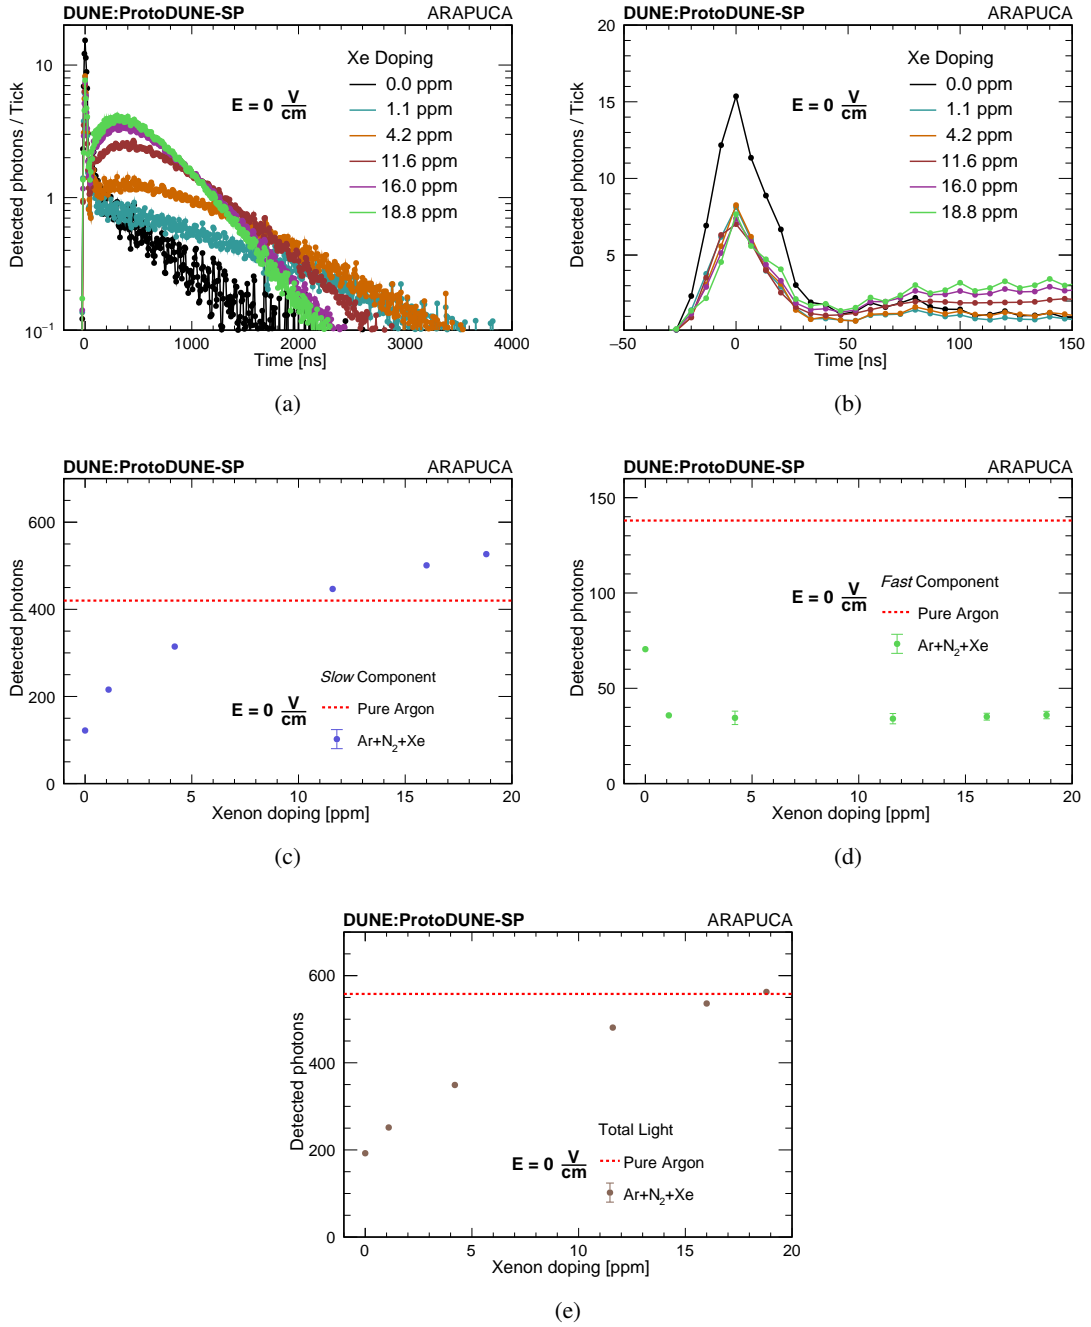 DUNE:ProtoDUNE-SP ARAPUCA
Detected photons / Tick
10
1
10⁻¹
Xe Doping
0.0 ppm
1.1 ppm
4.2 ppm
11.6 ppm
16.0 ppm
18.8 ppm
E = 0 V/cm
0 1000 2000 3000 4000
Time [ns]
(a)
DUNE:ProtoDUNE-SP ARAPUCA
Detected photons / Tick
20
15
10
5
Xe Doping
0.0 ppm
1.1 ppm
4.2 ppm
11.6 ppm
16.0 ppm
18.8 ppm
E = 0 V/cm
−50 0 50 100 150
Time [ns]
(b)
DUNE:ProtoDUNE-SP ARAPUCA
Detected photons
600
400
200
0
Slow Component
E = 0 V/cm
Pure Argon
Ar+N₂+Xe
0 5 10 15 20
Xenon doping [ppm]
(c)
DUNE:ProtoDUNE-SP ARAPUCA
Detected photons
150
100
50
0
Fast Component
E = 0 V/cm
Pure Argon
Ar+N₂+Xe
0 5 10 15 20
Xenon doping [ppm]
(d)
DUNE:ProtoDUNE-SP ARAPUCA
Detected photons
600
400
200
0
Total Light
E = 0 V/cm
Pure Argon
Ar+N₂+Xe
0 5 10 15 20
Xenon doping [ppm]
(e)